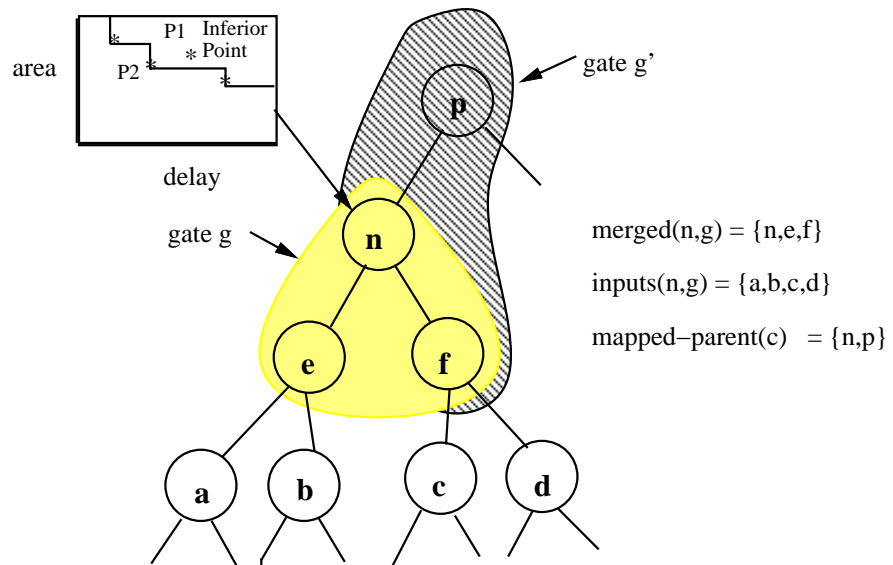 P1 Inferior
Point
*
*
P2 *
*
area
delay
gate g'
p
gate g
n
merged(n,g) = {n,e,f}
inputs(n,g) = {a,b,c,d}
mapped−parent(c) = {n,p}
e
f
a
b
c
d